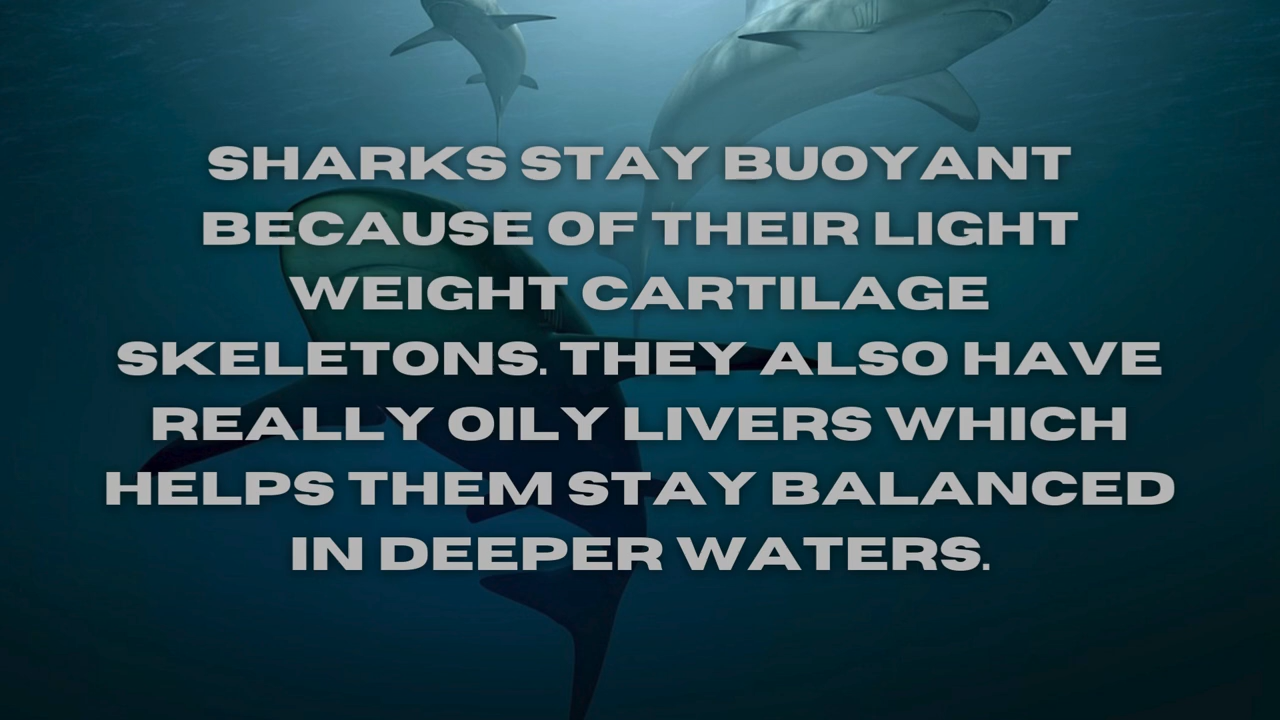 SHARKS STAY BUOYANT
BECAUSE OF THEIR LIGHT
WEIGHT CARTILAGE
SKELETONS. THEY ALSO HAVE
REALLY OILY LIVERS WHICH
HELPS THEM STAY BALANCED
IN DEEPER WATERS.